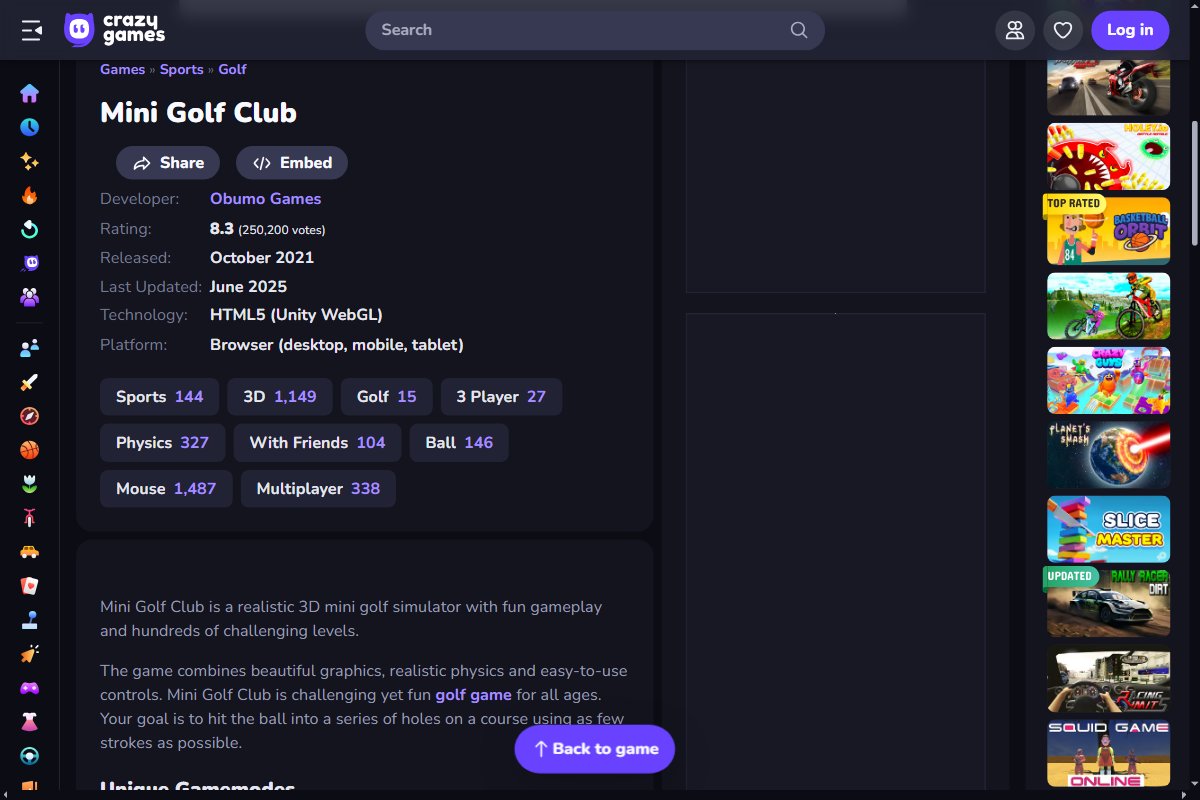 crazy games
Search
Log in
Games » Sports » Golf
Mini Golf Club
Share
Embed
Developer: Obumo Games
Rating: 8.3 (250,200 votes)
Released: October 2021
Last Updated: June 2025
Technology: HTML5 (Unity WebGL)
Platform: Browser (desktop, mobile, tablet)
Sports 144
3D 1,149
Golf 15
3 Player 27
Physics 327
With Friends 104
Ball 146
Mouse 1,487
Multiplayer 338
Mini Golf Club is a realistic 3D mini golf simulator with fun gameplay
and hundreds of challenging levels.
The game combines beautiful graphics, realistic physics and easy-to-use
controls. Mini Golf Club is challenging yet fun golf game for all ages.
Your goal is to hit the ball into a series of holes on a course using as few
strokes as possible.
Back to game
Unique Gamemodes
HOLEY.IO
BATTLE ROYALE
TOP RATED
BASKETBALL
ORBIT
84
CRAZY
GUYS
PLANET'S
SMASH
SLICE
MASTER
UPDATED
RALLY RACER
DIRT
RACING
LIMITS
SQUID GAME
ONLINE